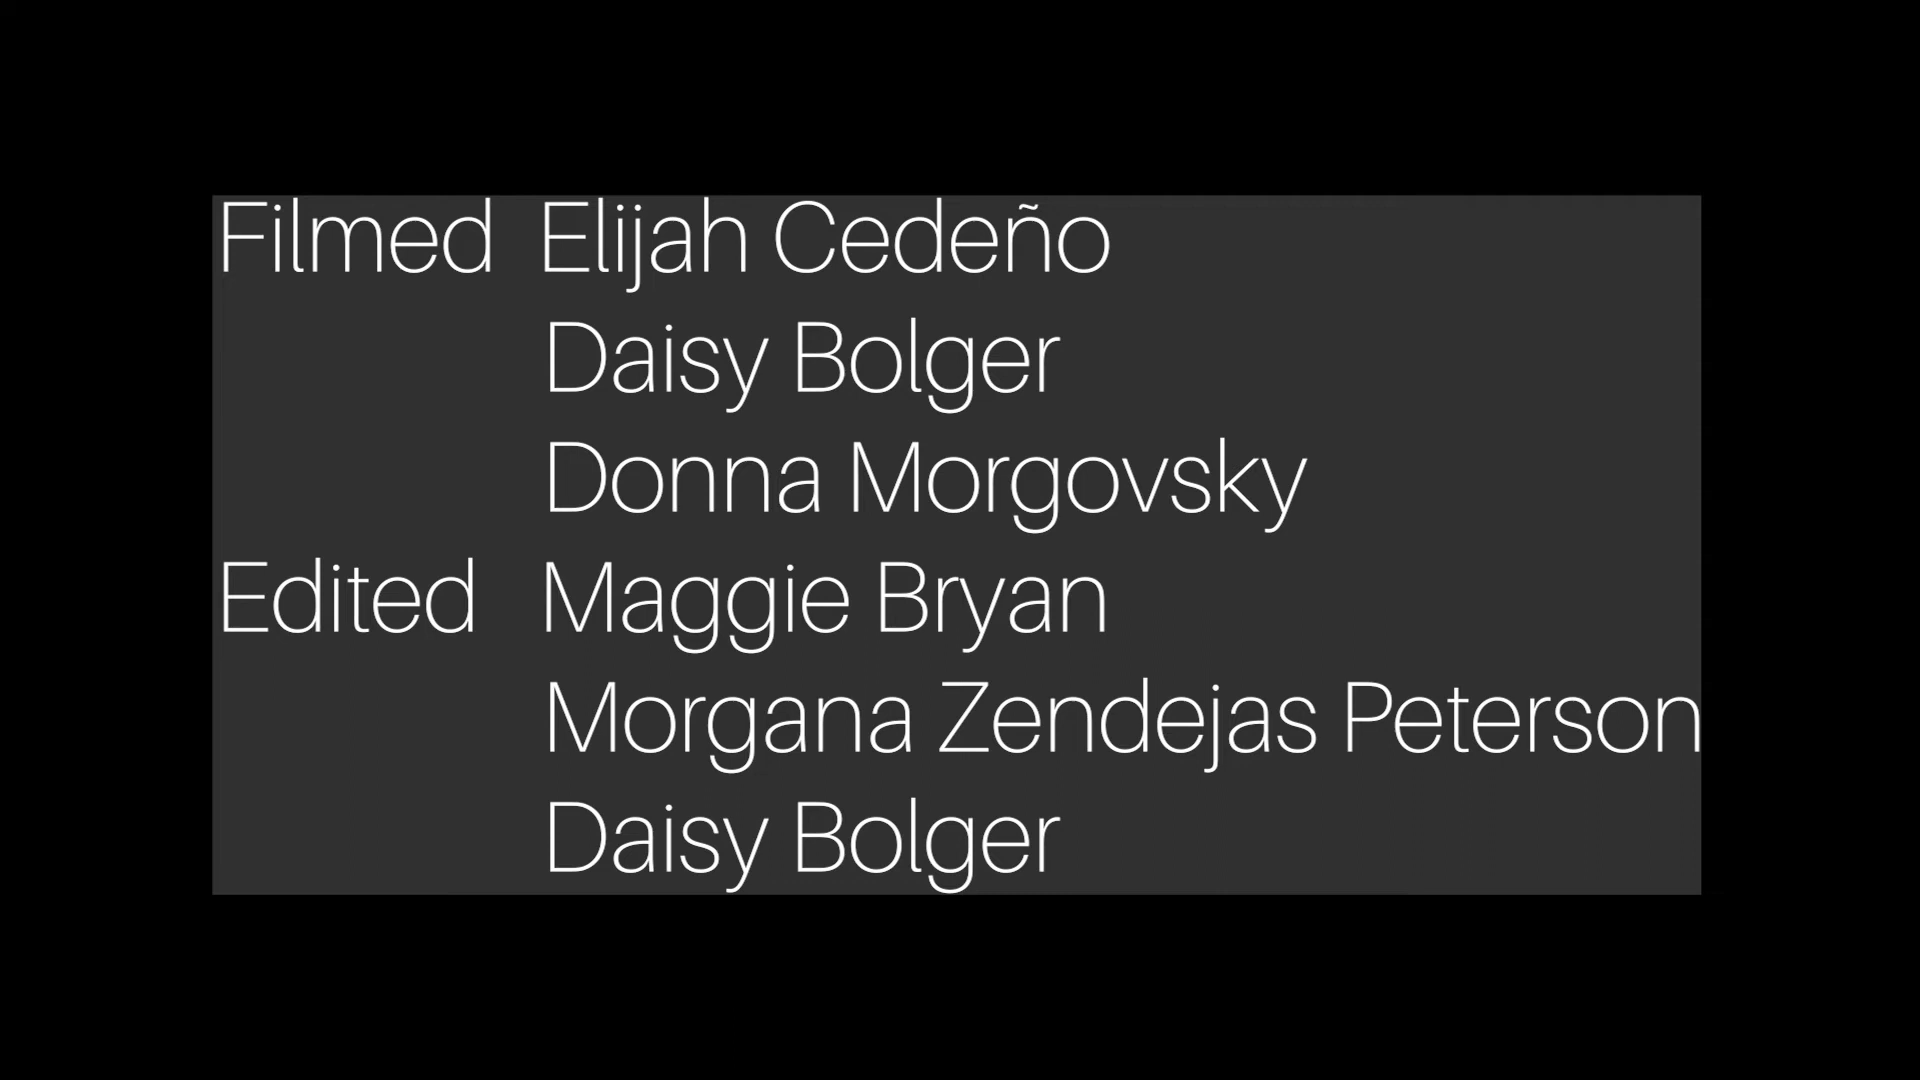 Filmed Elijah Cedeño
Daisy Bolger
Donna Morgovsky
Edited Maggie Bryan
Morgana Zendejas Peterson
Daisy Bolger